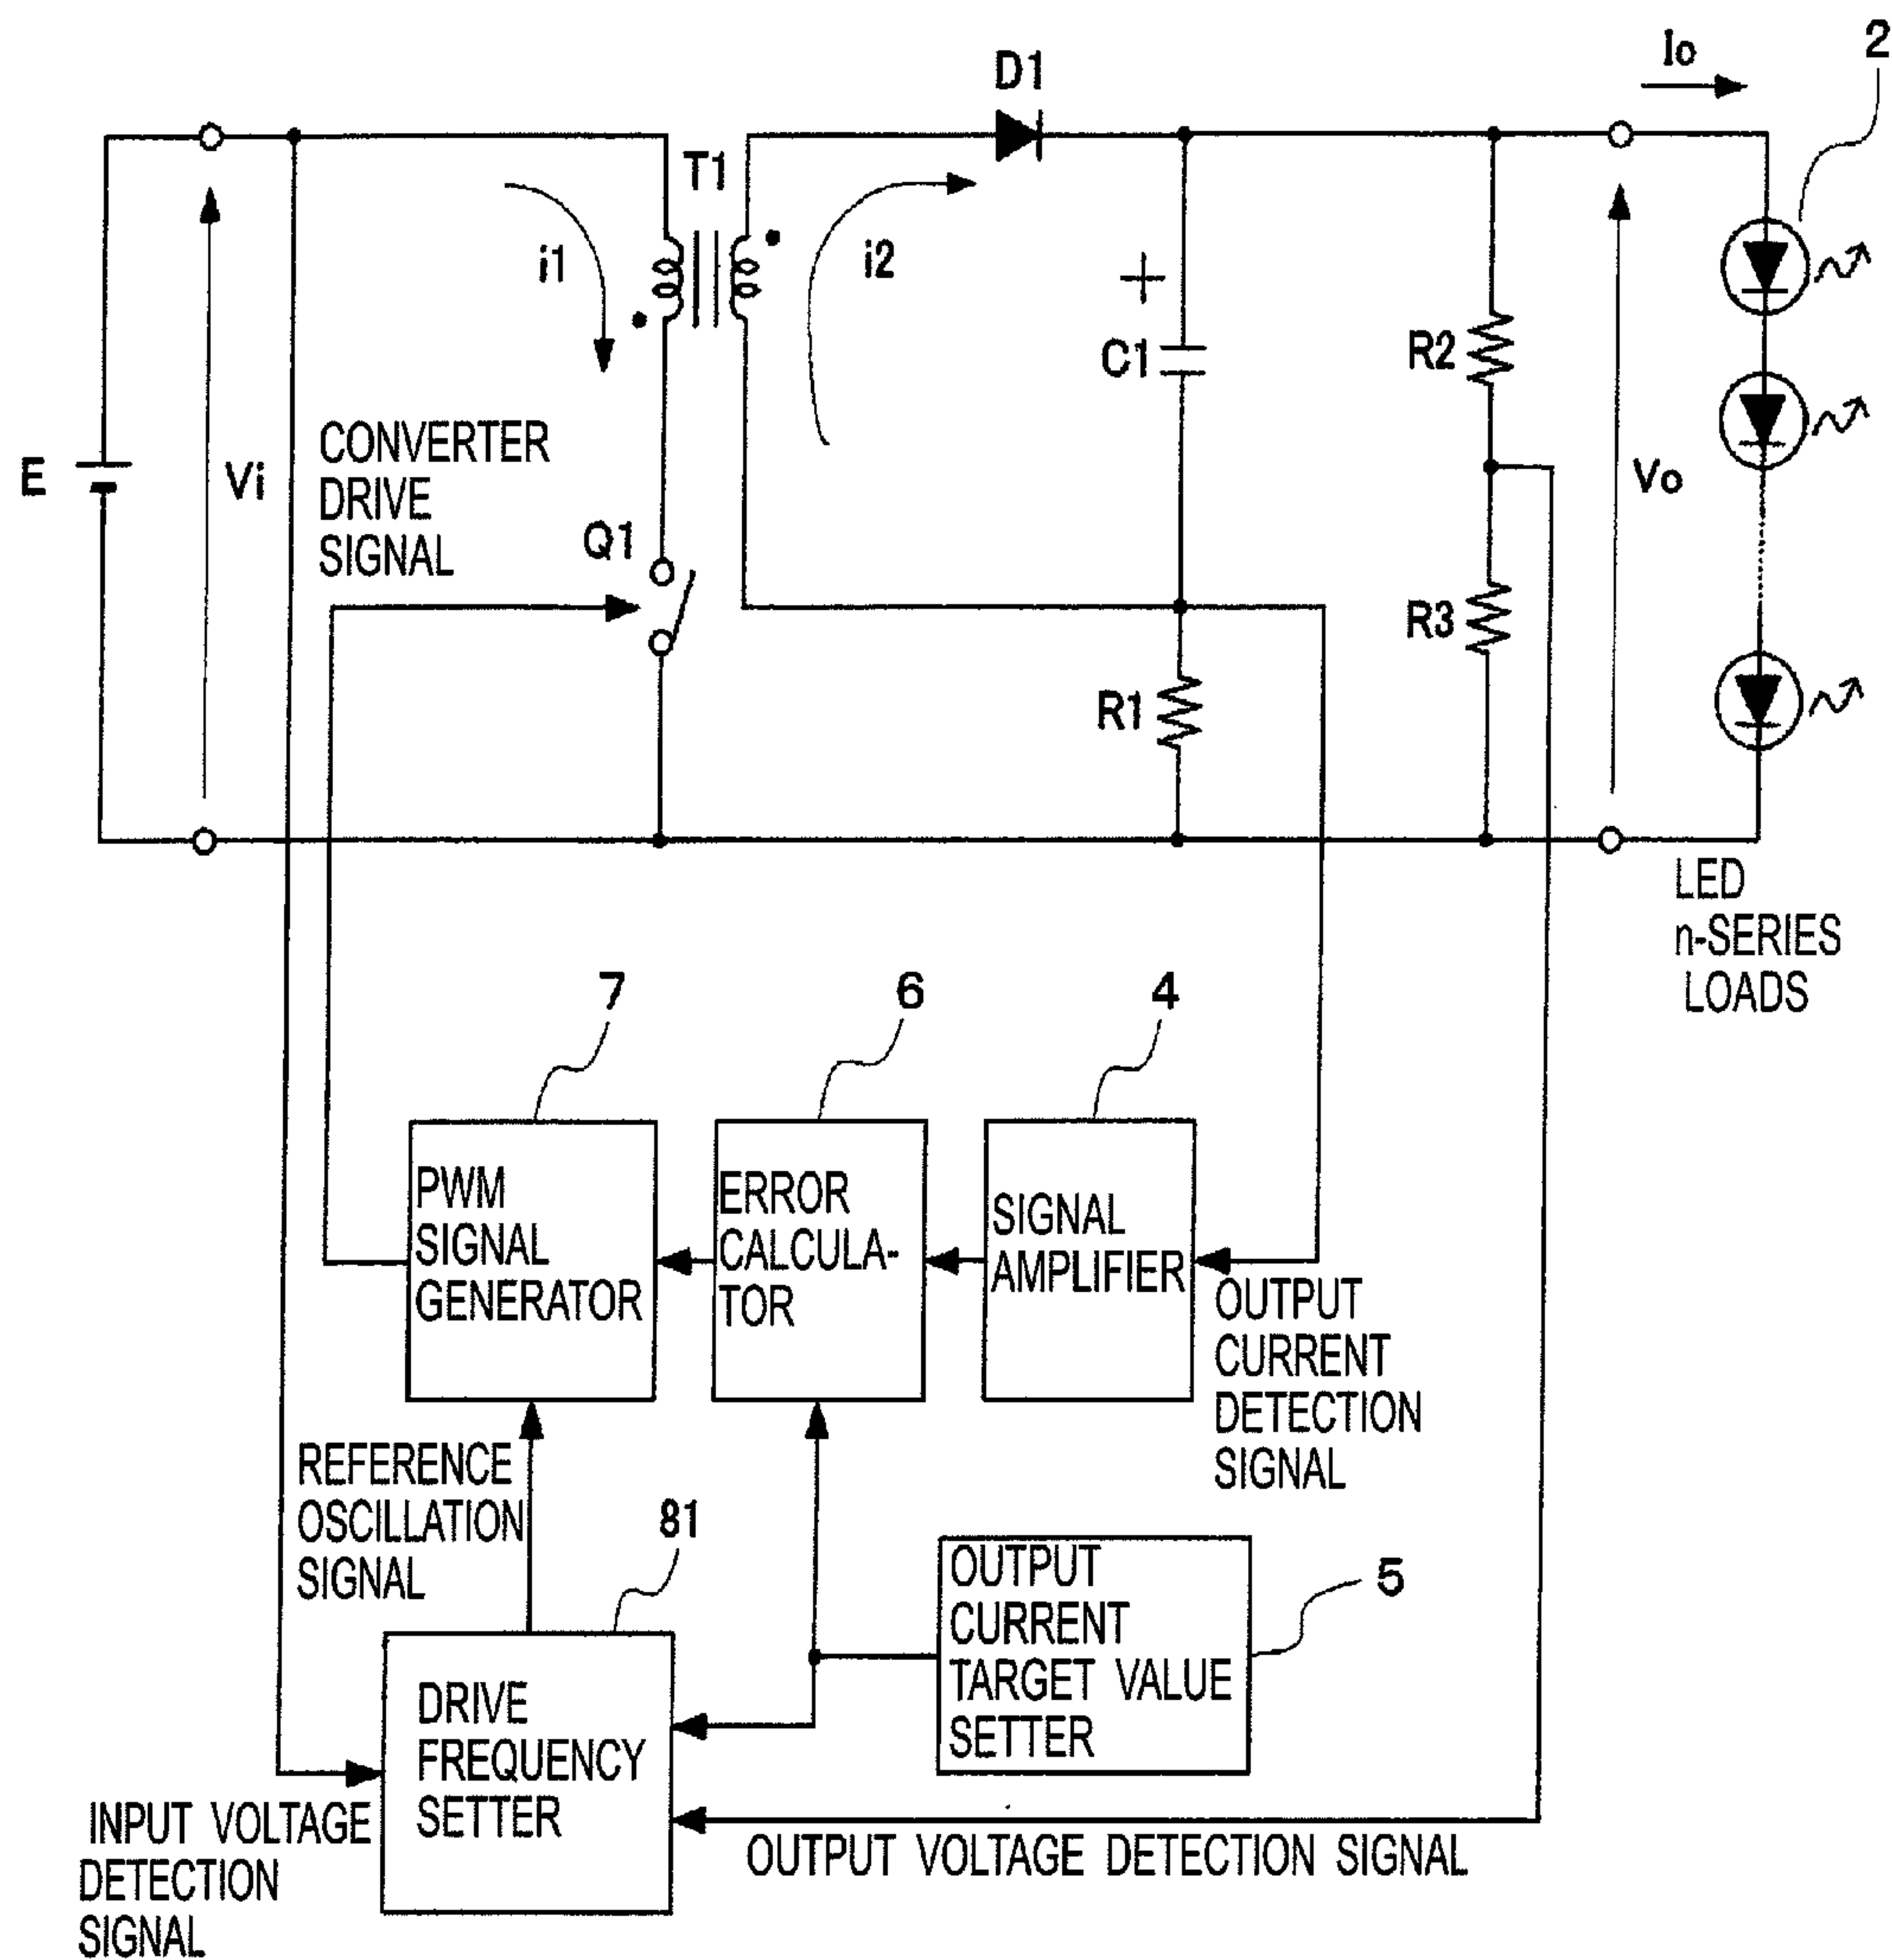 2
Io
D1
T1
i1
i2
+
C1
R2
CONVERTER
DRIVE
SIGNAL
E
Vi
Q1
Vo
R3
R1
LED
n-SERIES
LOADS
7
6
4
PWM
SIGNAL
GENERATOR
ERROR
CALCULA-
TOR
SIGNAL
AMPLIFIER
OUTPUT
CURRENT
DETECTION
SIGNAL
REFERENCE
OSCILLATION
SIGNAL
81
OUTPUT
CURRENT
TARGET VALUE
SETTER
5
DRIVE
FREQUENCY
SETTER
INPUT VOLTAGE
DETECTION
SIGNAL
OUTPUT VOLTAGE DETECTION SIGNAL